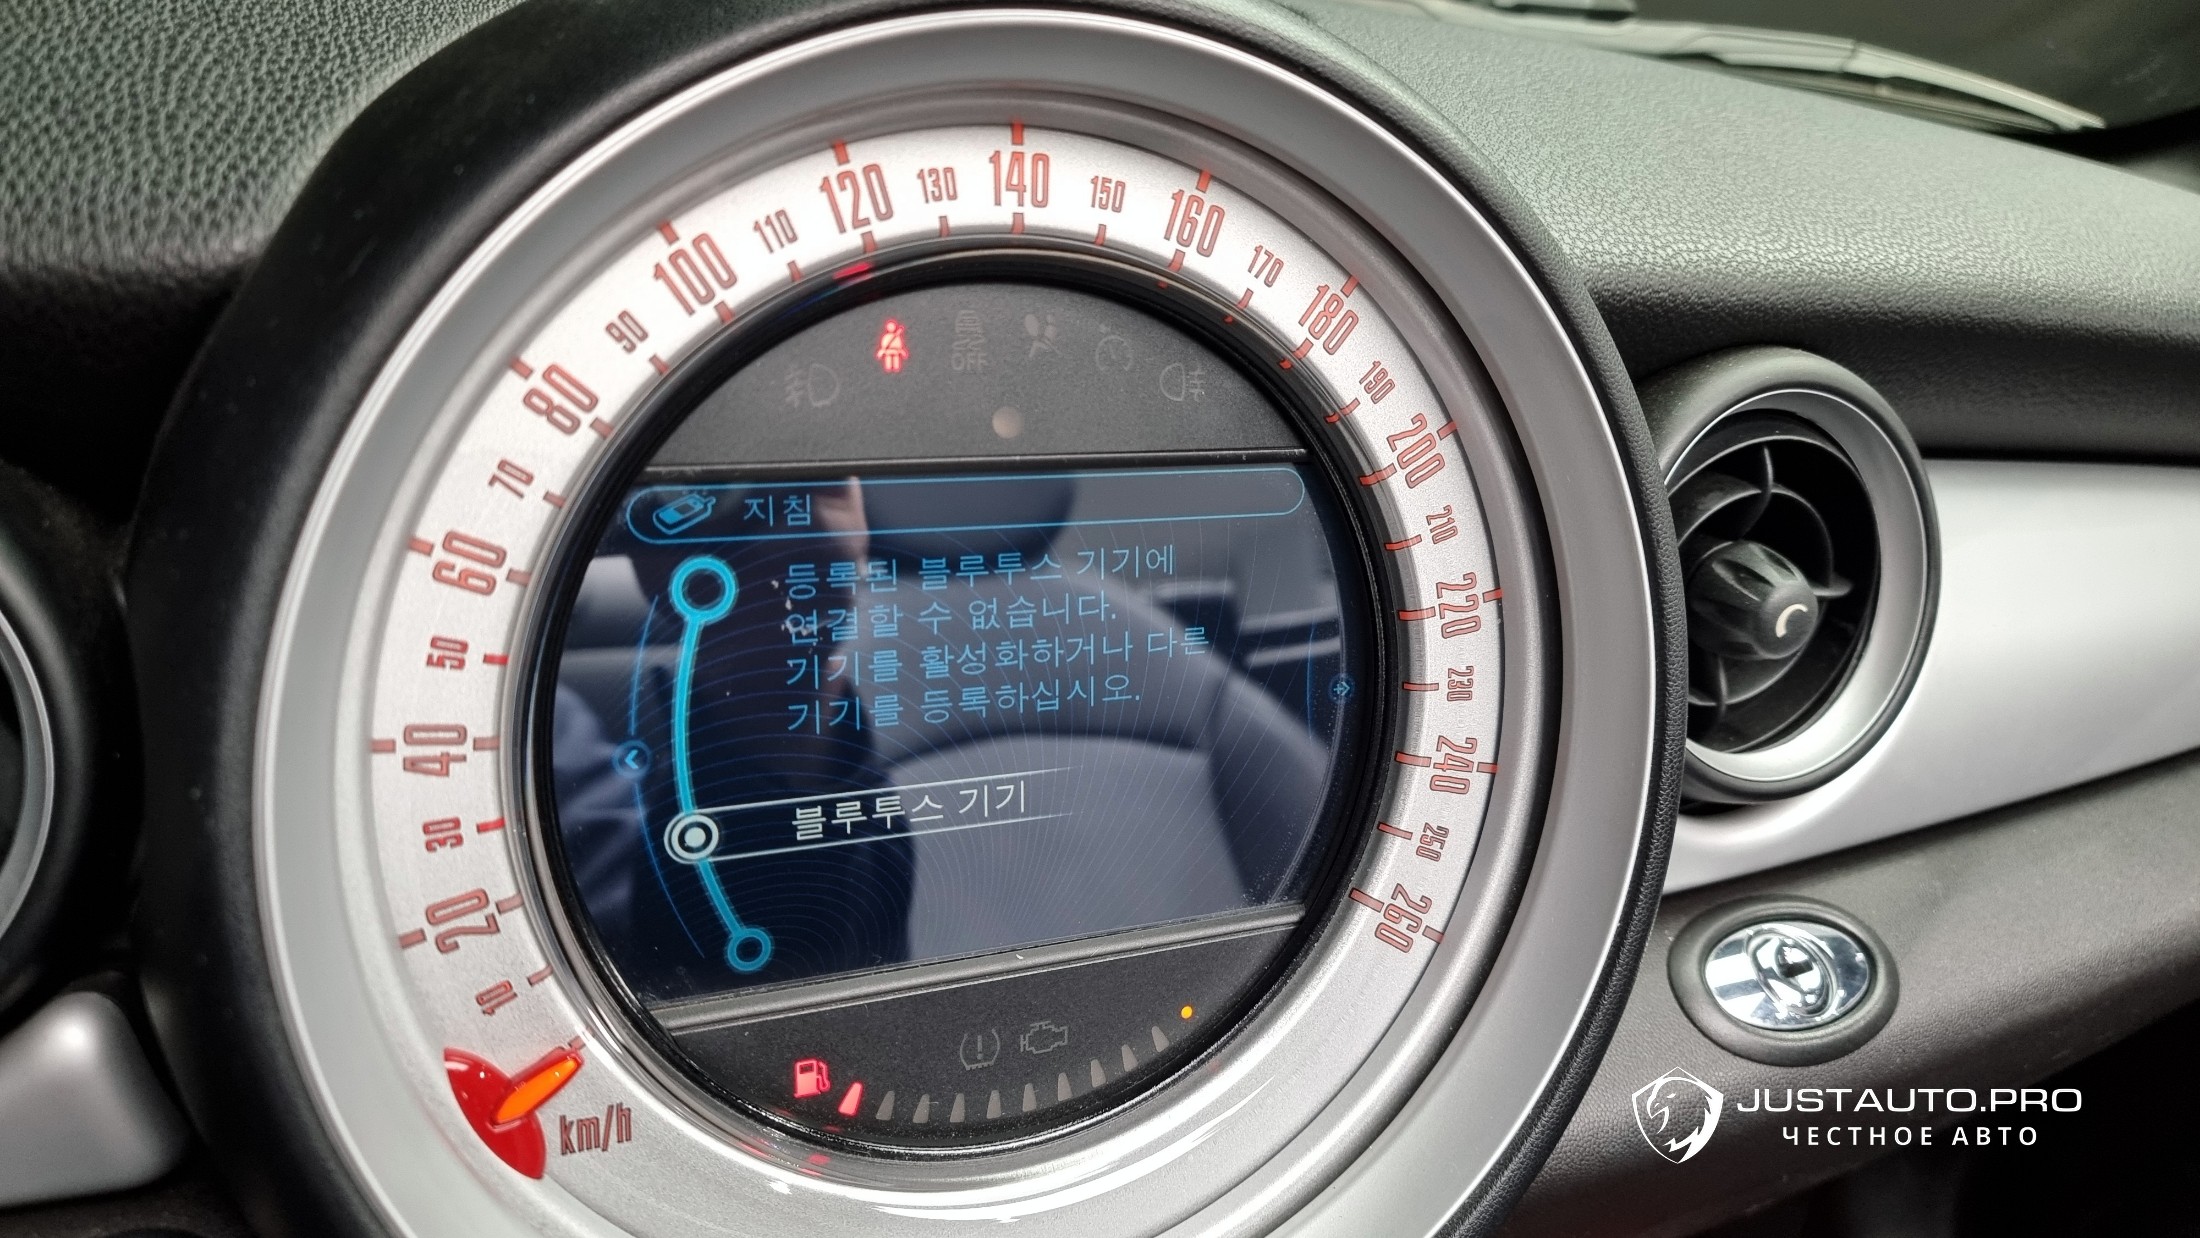 10
20
30
40
50
60
70
80
90
100
110
120
130
140
150
160
170
180
190
200
210
220
230
240
250
260
km/h
OFF
지침
등록된 블루투스 기기에
연결할 수 없습니다.
기기를 활성화하거나 다른
기기를 등록하십시오.
블루투스 기기
JUSTAUTO.PRO
ЧЕСТНОЕ АВТО